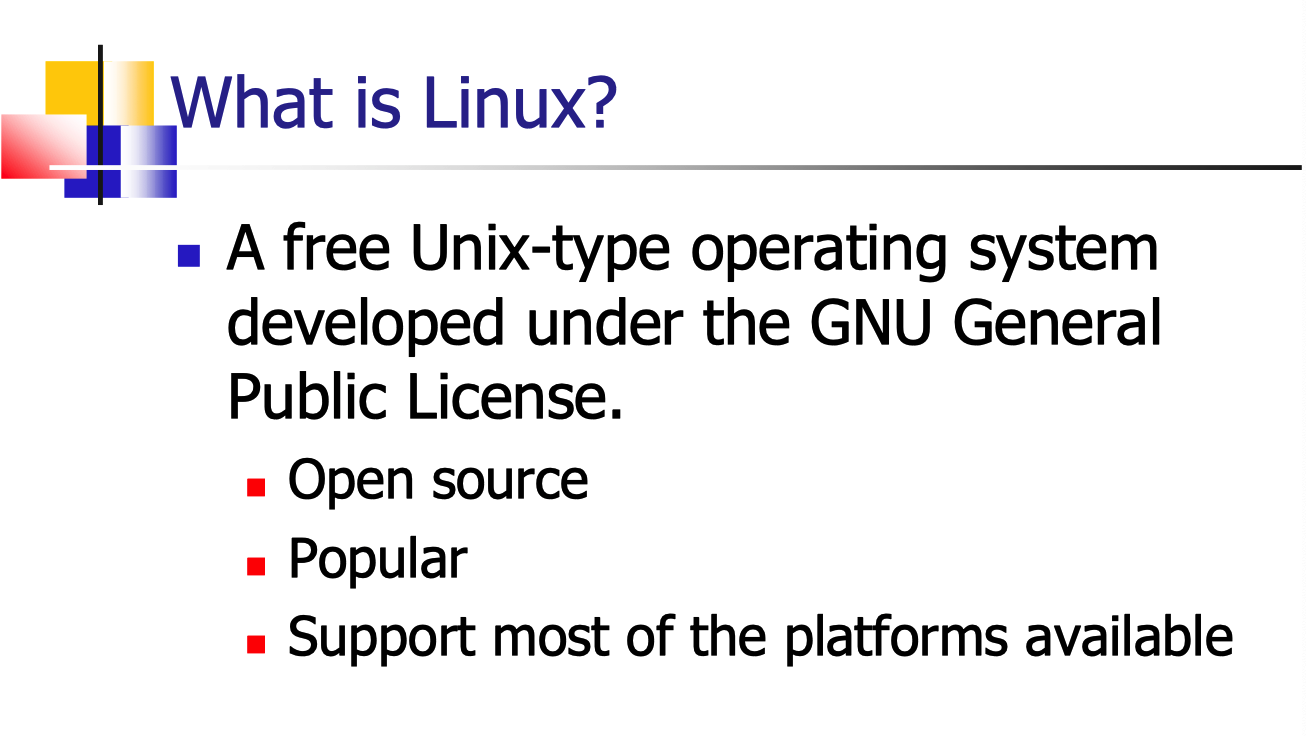 What is Linux?
A free Unix-type operating system
developed under the GNU General
Public License.
Open source
Popular
Support most of the platforms available